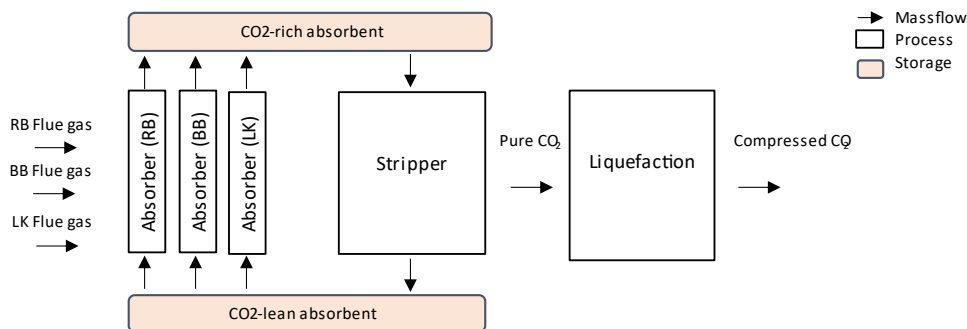 CO2-rich absorbent
Massflow
Process
Storage
RB Flue gas
BB Flue gas
LK Flue gas
Absorber (RB)
Absorber (BB)
Absorber (LK)
Stripper
Pure CO₂
Liquefaction
Compressed CO₂
CO2-lean absorbent